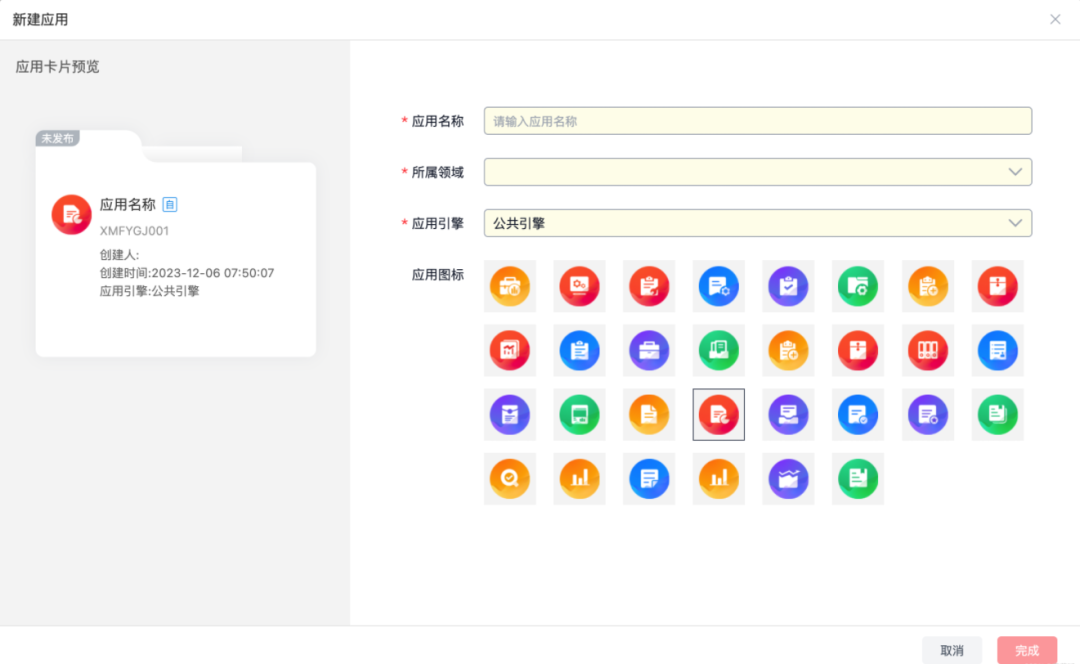 新建应用
应用卡片预览
未发布
应用名称 自
XMFYGJ001
创建人:
创建时间:2023-12-06 07:50:07
应用引擎:公共引擎
* 应用名称 请输入应用名称
* 所属领域
* 应用引擎 公共引擎
应用图标
取消 完成